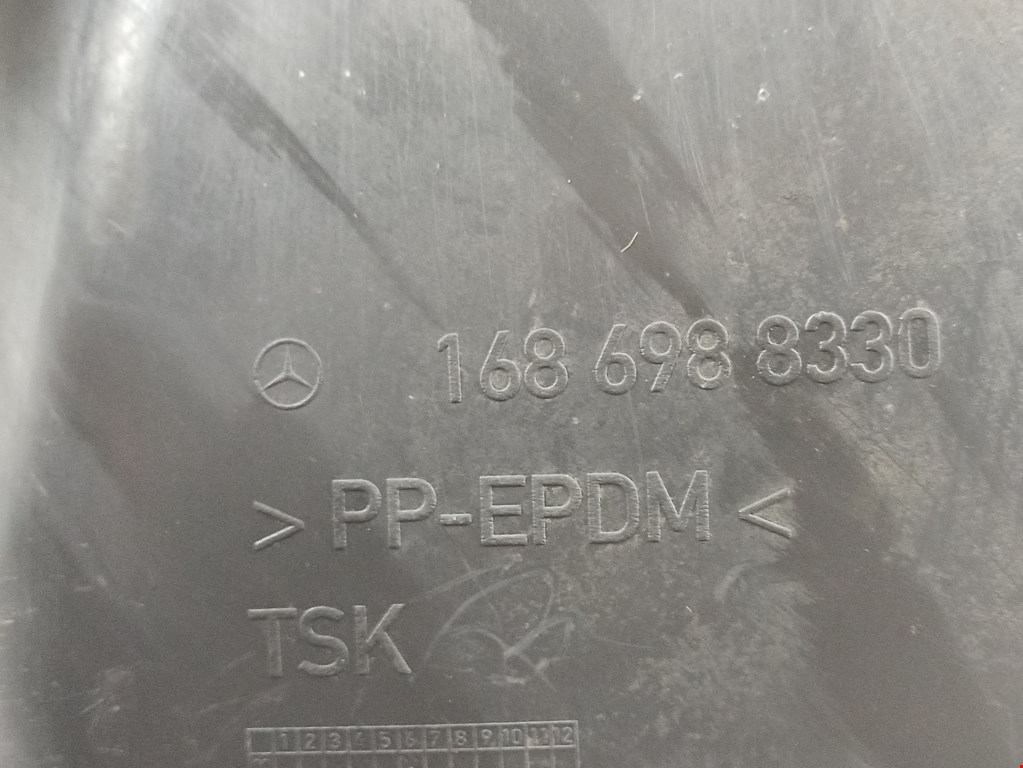 168 698 8330
> PP-EPDM <
TSK
1 2 3 4 5 6 7 8 9 10 11 12